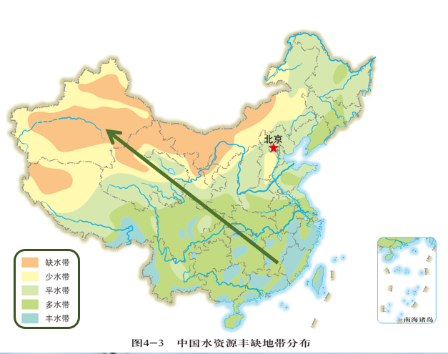 北京
缺水带
少水带
平水带
多水带
丰水带
南海诸岛
图4—3 中国水资源丰缺地带分布